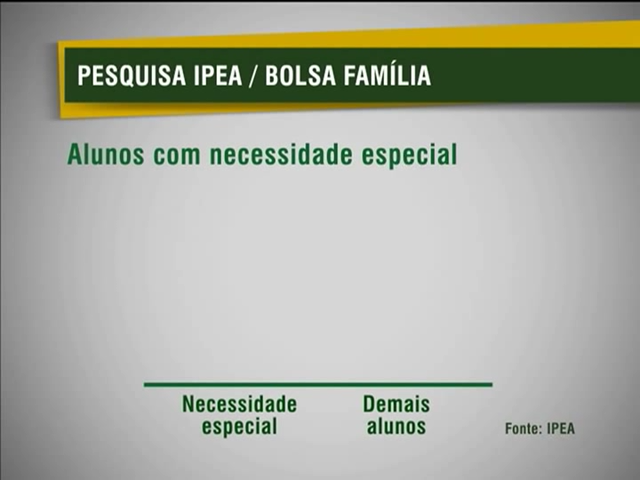 PESQUISA IPEA / BOLSA FAMÍLIA
Alunos com necessidade especial
Necessidade
especial
Demais
alunos
Fonte: IPEA